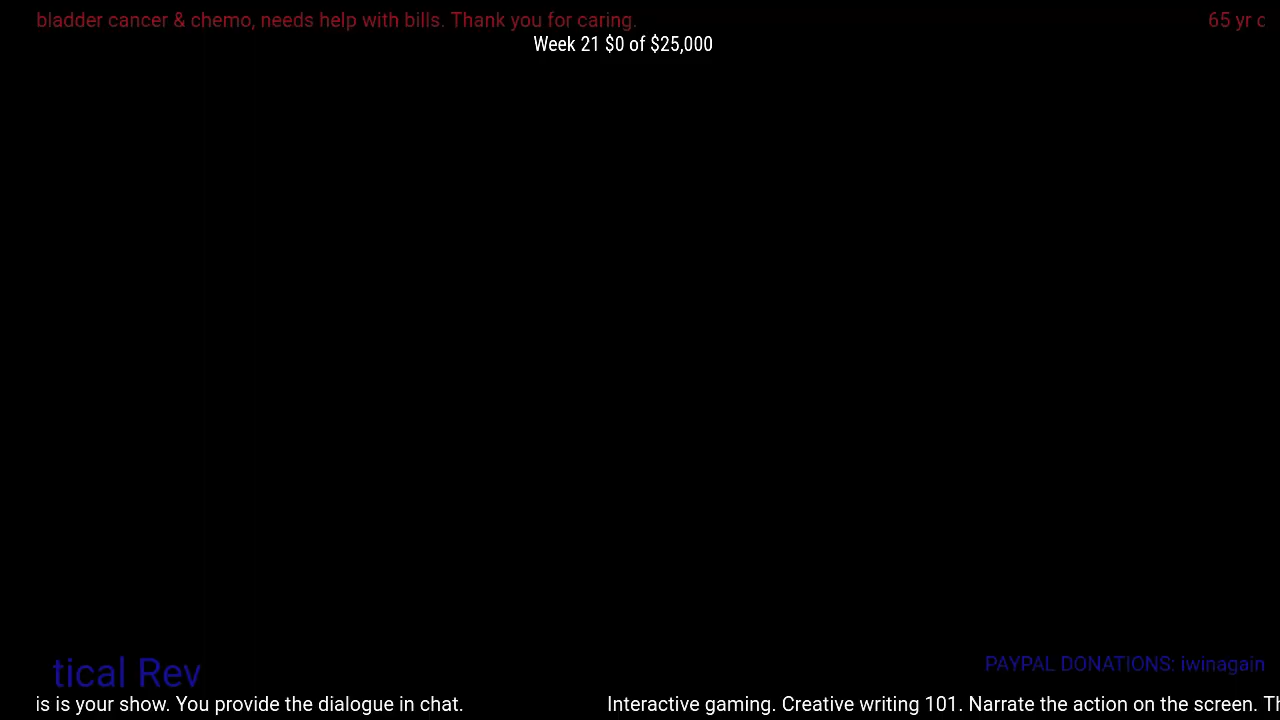 bladder cancer & chemo, needs help with bills. Thank you for caring. 65 yr
Week 21 $0 of $25,000
tical Rev
PAYPAL DONATIONS: iwinagain
is is your show. You provide the dialogue in chat. Interactive gaming. Creative writing 101. Narrate the action on the screen. Th